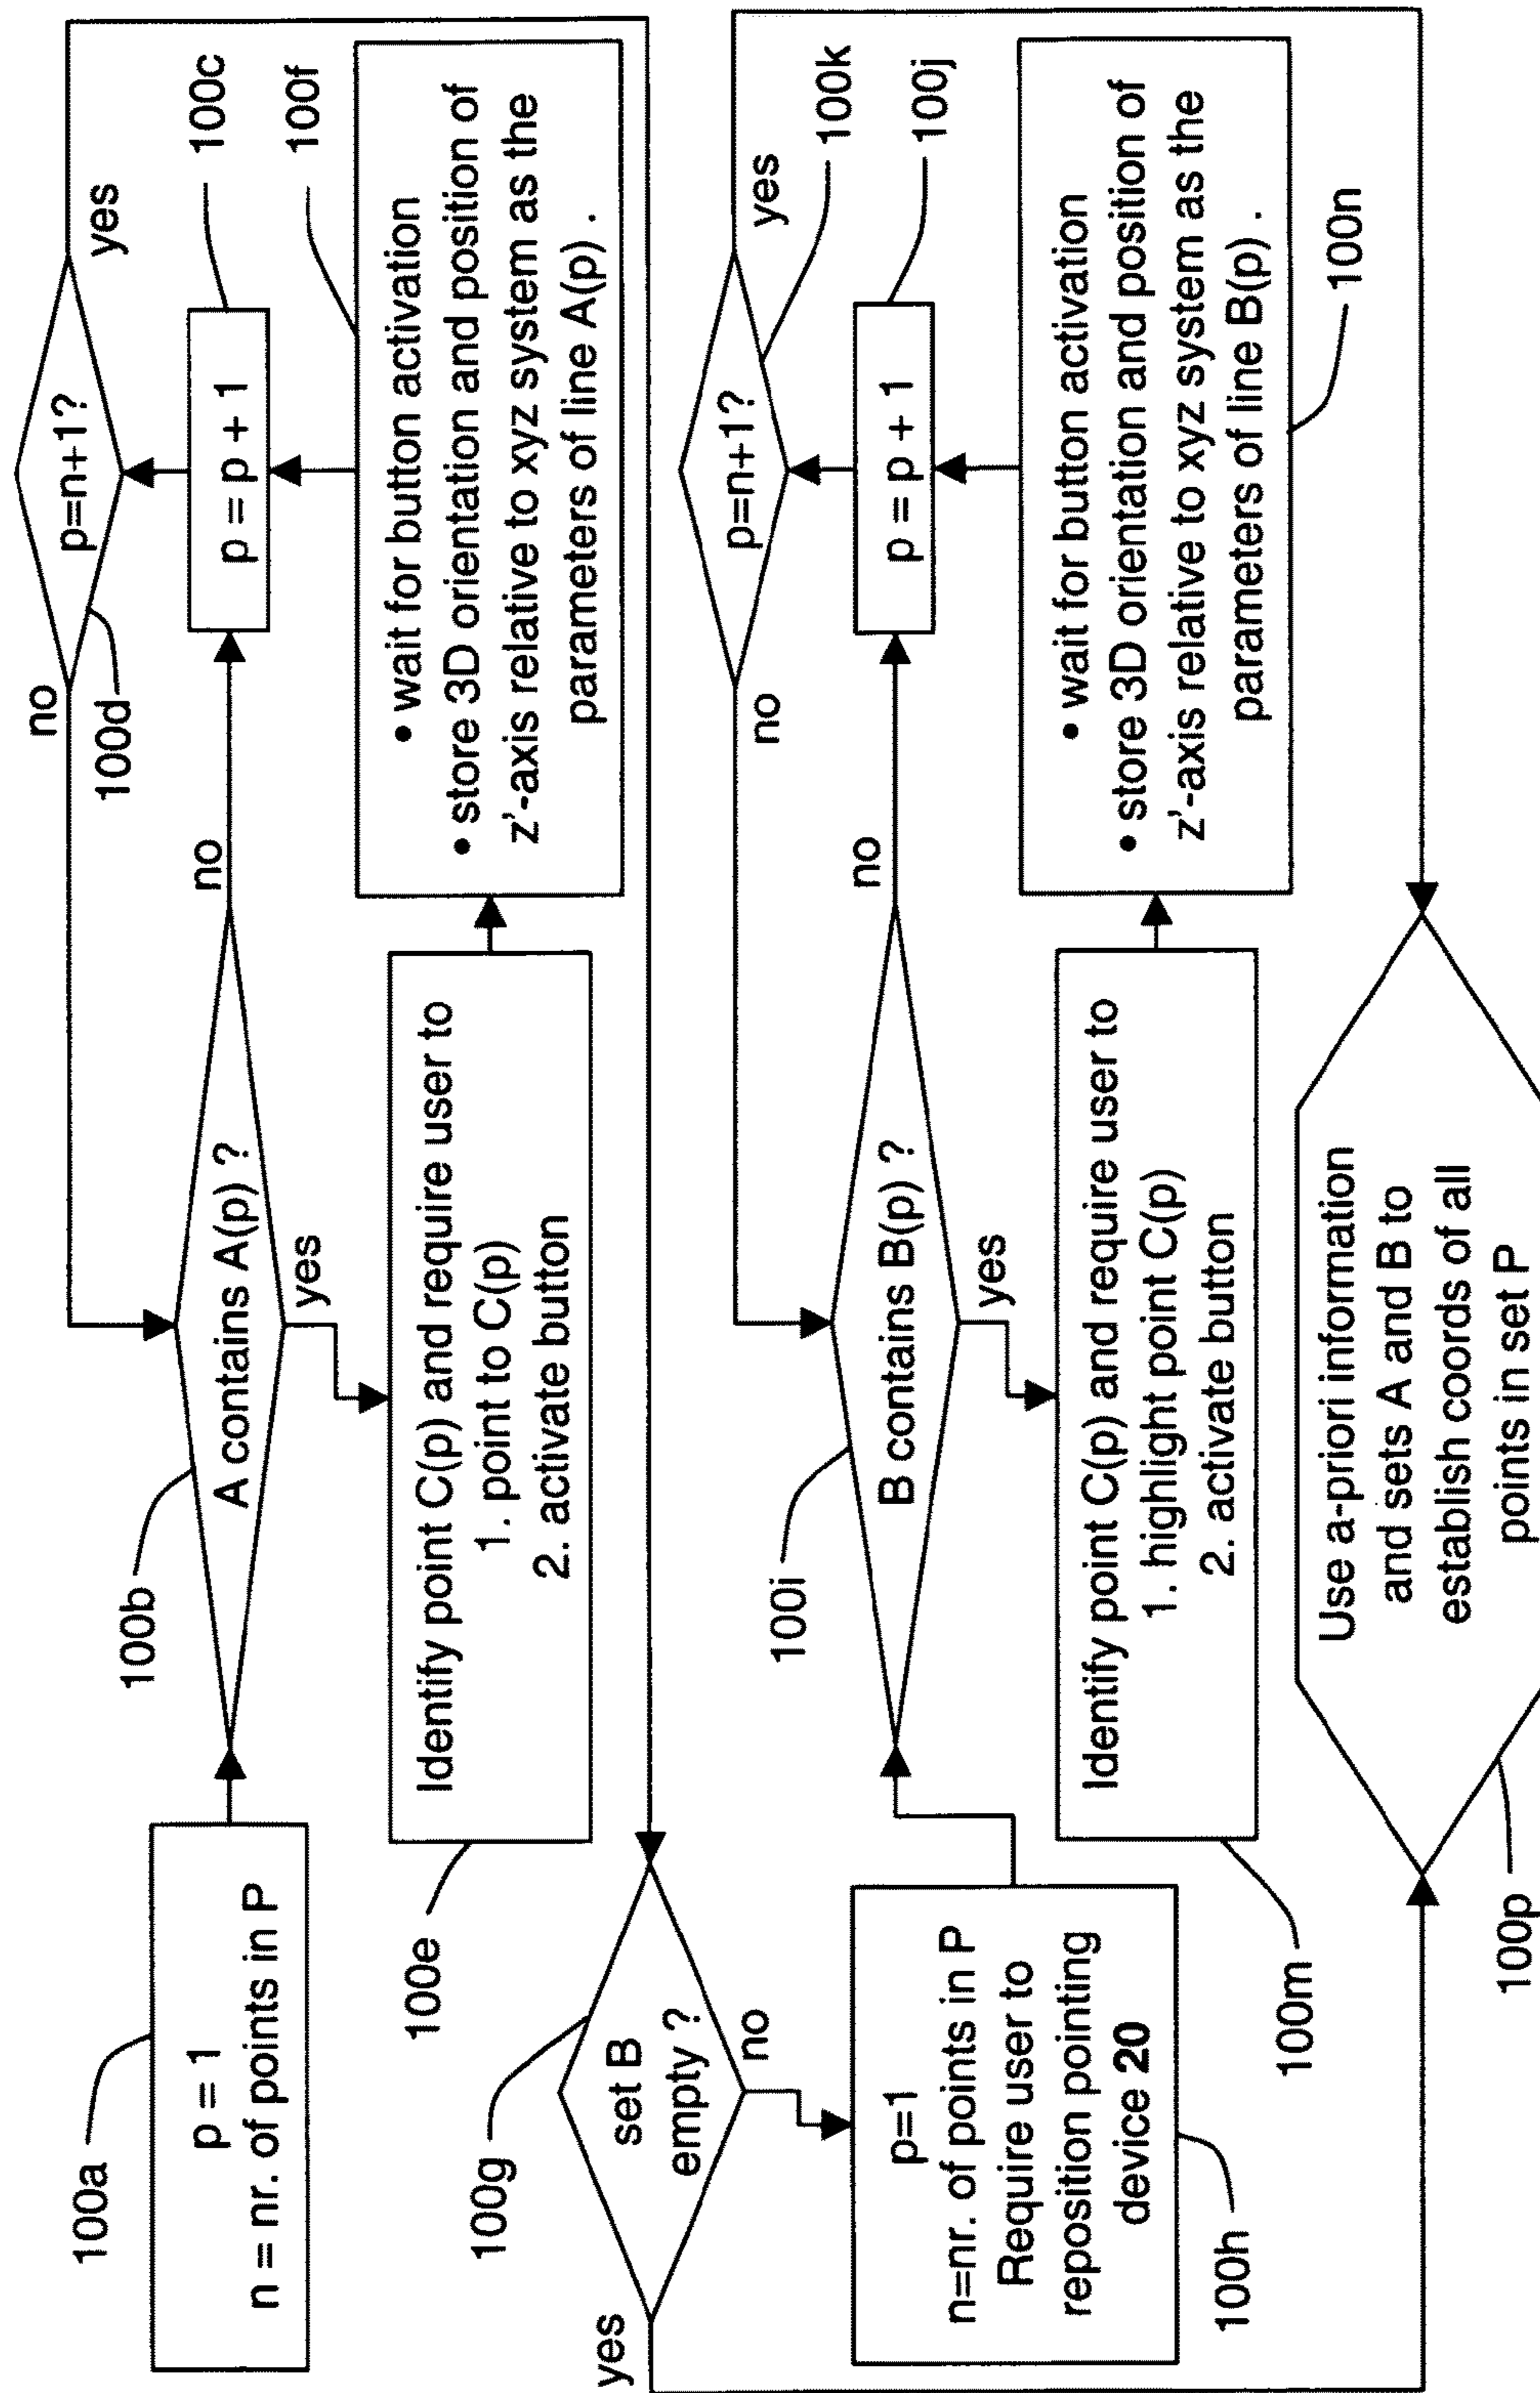 100a
p = 1
n = nr. of points in P
100b
A contains A(p) ?
no
yes
100c
p = p + 1
100d
p=n+1?
no
yes
100e
Identify point C(p) and require user to
1. point to C(p)
2. activate button
100f
• wait for button activation
• store 3D orientation and position of
z'-axis relative to xyz system as the
parameters of line A(p) .
100g
set B
empty ?
yes
no
100h
p=1
n=nr. of points in P
Require user to
reposition pointing
device 20
100i
B contains B(p) ?
no
yes
100j
p = p + 1
100k
p=n+1?
no
yes
100m
Identify point C(p) and require user to
1. highlight point C(p)
2. activate button
100n
• wait for button activation
• store 3D orientation and position of
z'-axis relative to xyz system as the
parameters of line B(p) .
100p
Use a-priori information
and sets A and B to
establish coords of all
points in set P